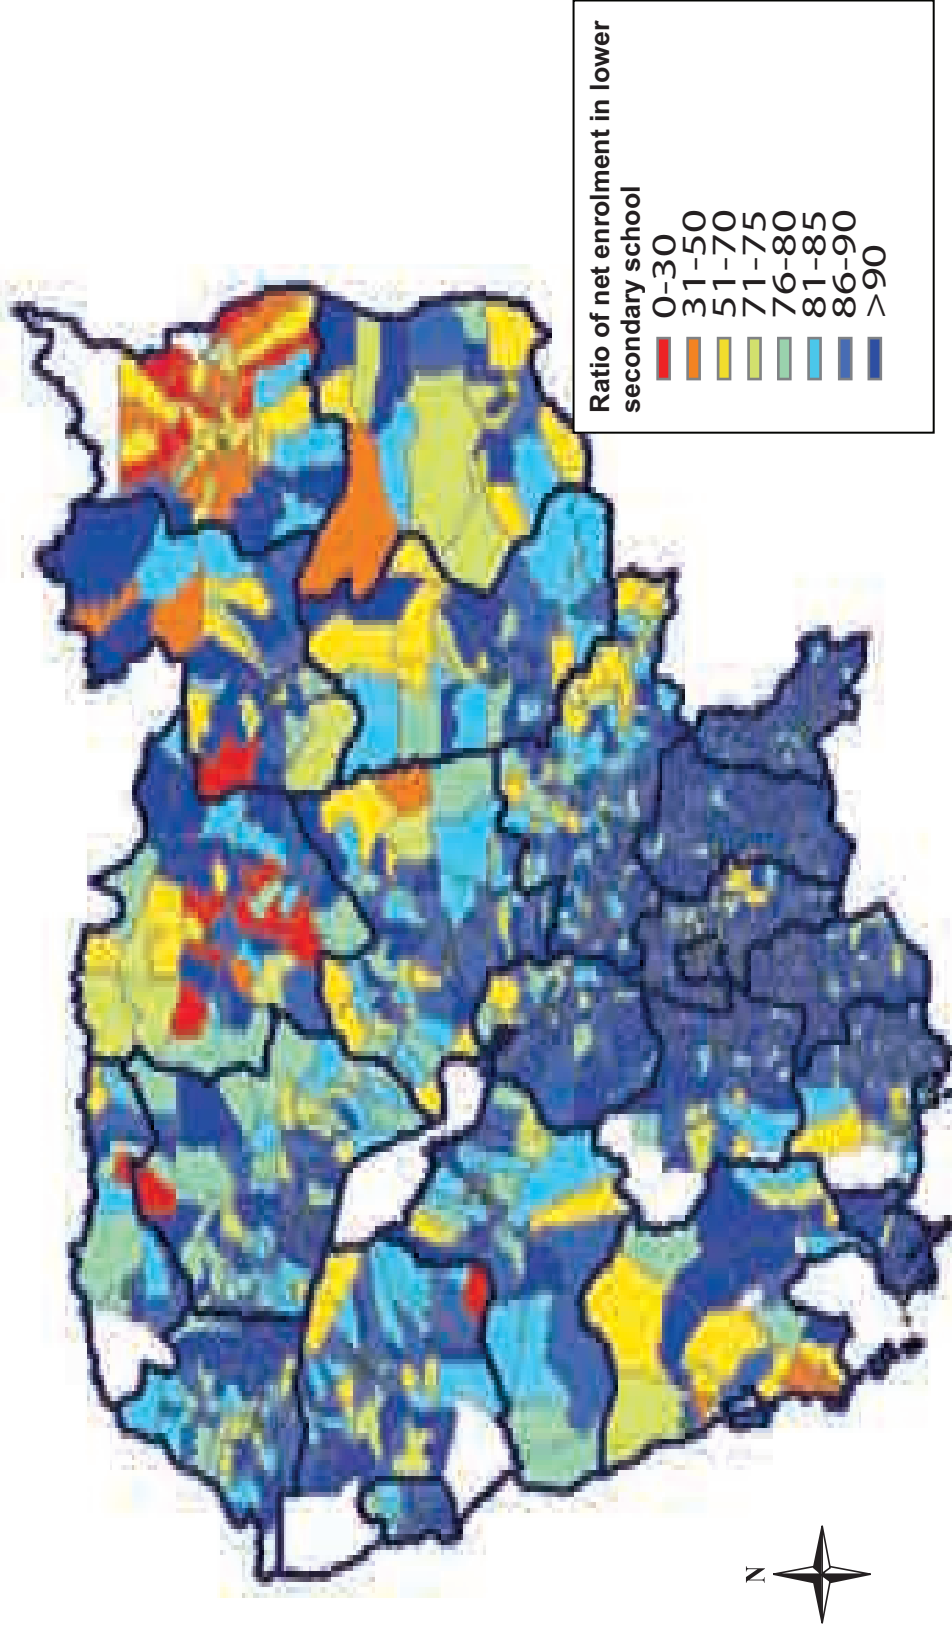 Ratio of net enrolment in lower
secondary school
0-30
31-50
51-70
71-75
76-80
81-85
86-90
>90
N